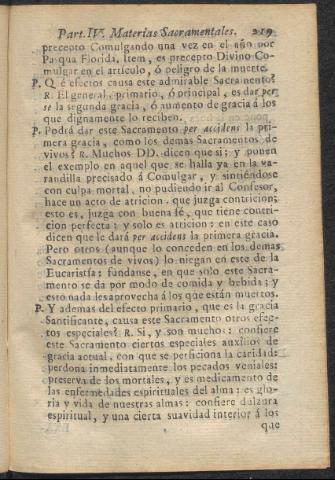 Part. IV. Materias Sacramentales. 219
precepto Comulgando una vez en el año por
Pasqua Florida. Item, es precepto Divino Co-
mulgar en el articulo, ó peligro de la muerte.
P. Q é efectos causa este admirable Sacramento?
R. El general, primario, ó principal, es dar per
se la segunda gracia, ó aumento de gracia á los
que dignamente lo reciben.
P. Podrá dar este Sacramento per accidens la pri-
mera gracia, como los demas Sacramentos de
vivos? R. Muchos DD. dicen que si; y ponen
el exemplo en aquel que se halla ya en la va-
randilla precisado á Comulgar, y sintiéndose
con culpa mortal, no pudiendo ir al Confesor,
hace un acto de atricion, que juzga contricion;
esto es, juzga con buena fé, que tiene contri-
cion perfecta; y solo es atricion: en este caso
dicen que le dará per accidens la primera gracia.
Pero otros (aunque lo conceden en los demas
Sacramentos de vivos) lo niegan en este de la
Eucaristía: fundanse, en que solo este Sacra-
mento se da por modo de comida y bebida; y
esto nada les aprovecha á los que están muertos.
P. Y ademas del efecto primario, que es la gracia
Santificante, causa este Sacramento otros efec-
tos especiales? R. Si, y son muchos: confiere
este Sacramento ciertos especiales auxîlios de
gracia actual, con que se perficiona la caridad:
perdona inmediatamente los pecados veniales:
preserva de los mortales, y es medicamento de
las enfermedades espirituales del alma: es glo-
ria y vida de nuestras almas: confiere dulzura
espiritual, y una cierta suavidad interior á los
que